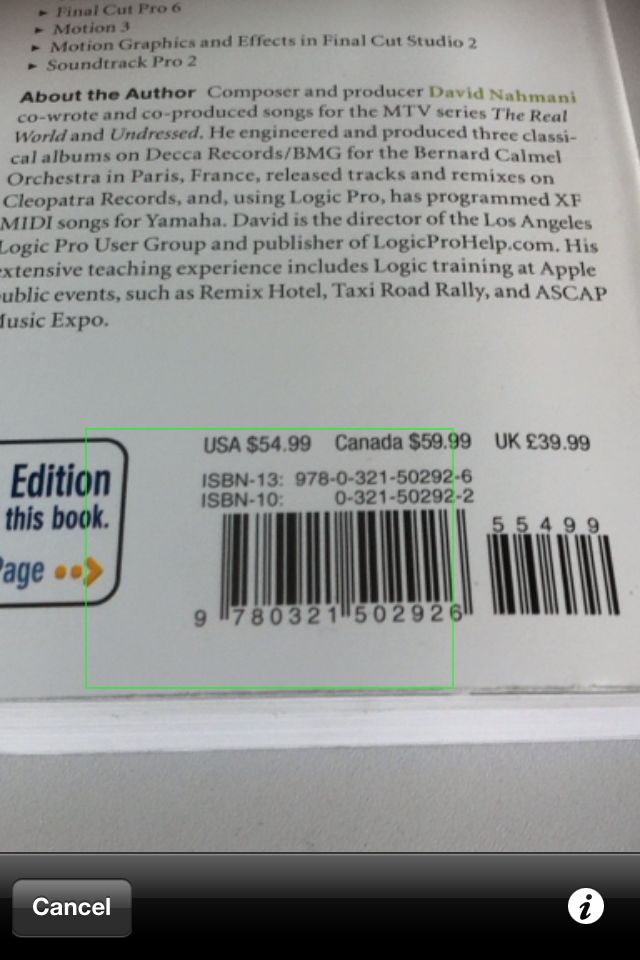 ► Final Cut Pro 6
► Motion 3
► Motion Graphics and Effects in Final Cut Studio 2
► Soundtrack Pro 2
About the Author Composer and producer David Nahmani
co-wrote and co-produced songs for the MTV series The Real
World and Undressed. He engineered and produced three classi-
cal albums on Decca Records/BMG for the Bernard Calmel
Orchestra in Paris, France, released tracks and remixes on
Cleopatra Records, and, using Logic Pro, has programmed XF
MIDI songs for Yamaha. David is the director of the Los Angeles
Logic Pro User Group and publisher of LogicProHelp.com. His
extensive teaching experience includes Logic training at Apple
ublic events, such as Remix Hotel, Taxi Road Rally, and ASCAP
Music Expo.
USA $54.99 Canada $59.99 UK £39.99
Edition
this book.
Page
ISBN-13: 978-0-321-50292-6
ISBN-10: 0-321-50292-2
5 5 4 9 9
9 780321 502926
Cancel
i